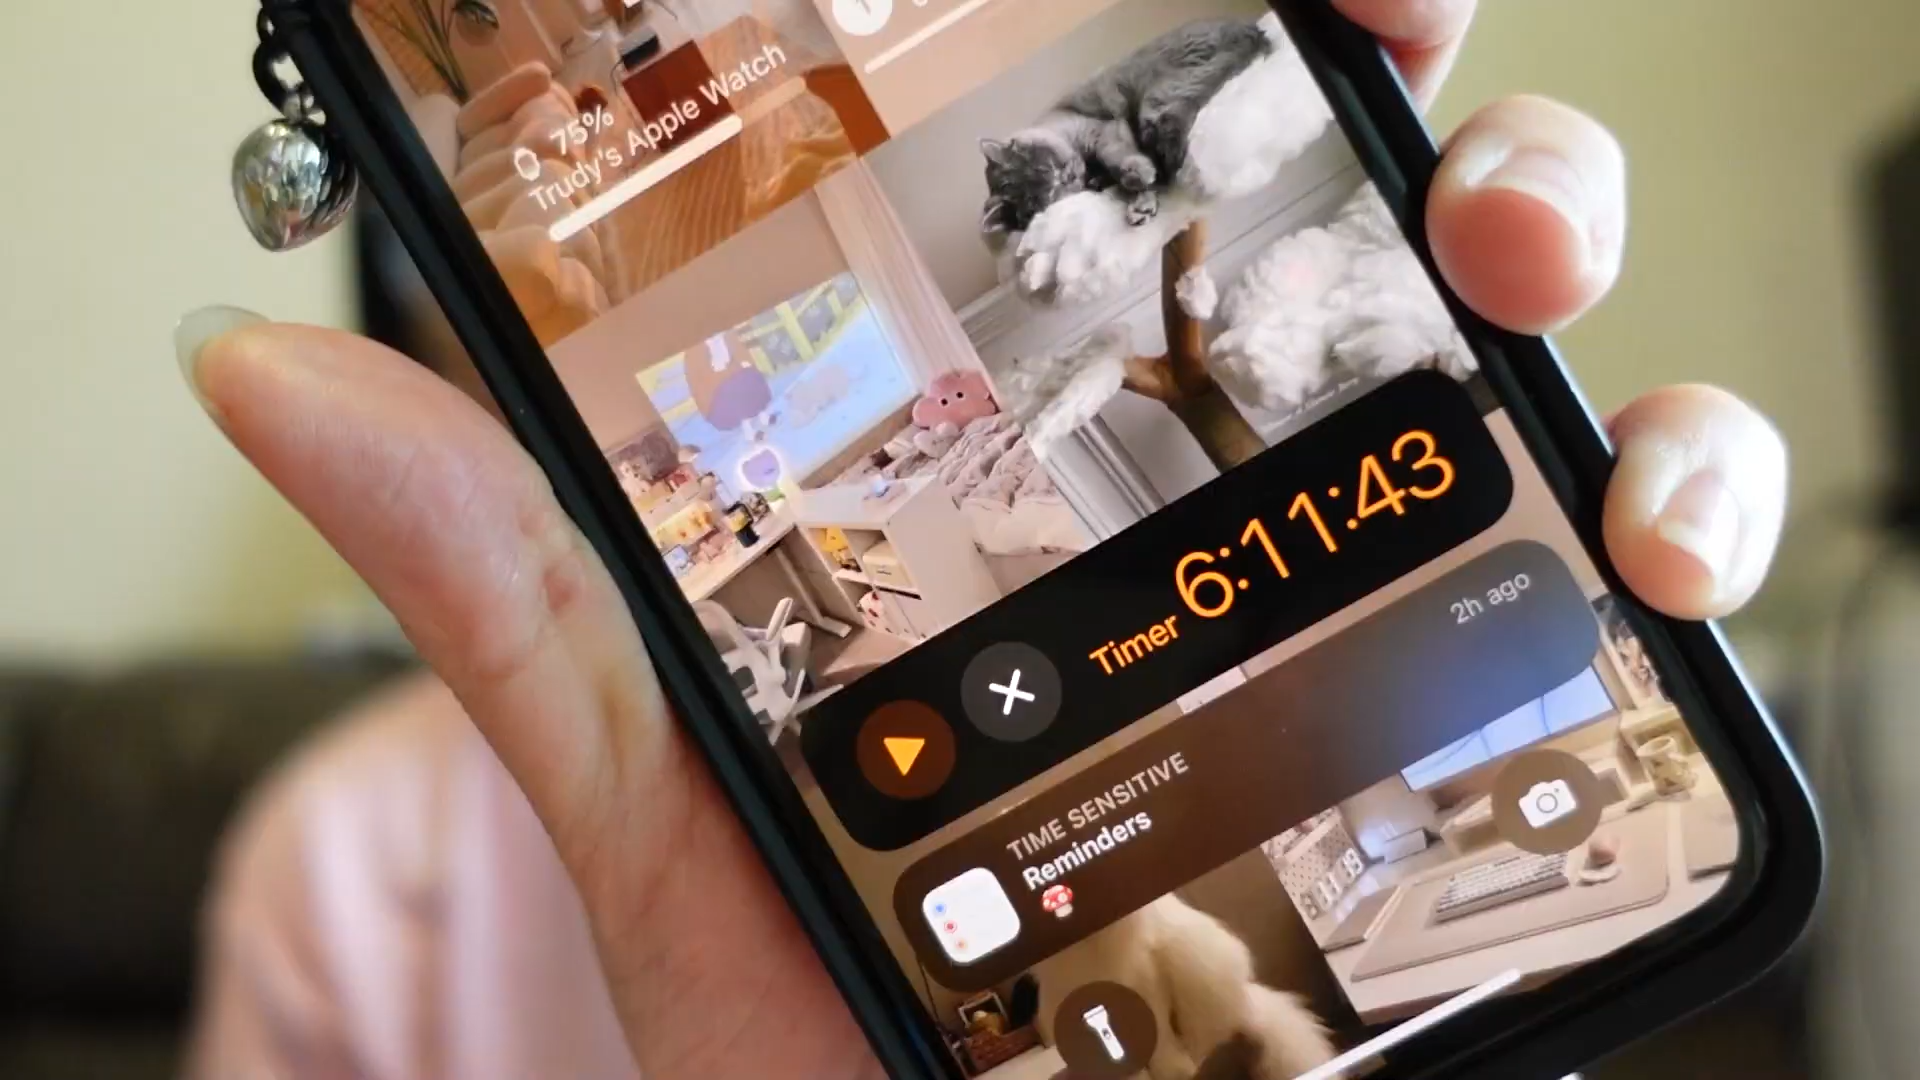 75%
Trudy's Apple Watch
Timer 6:11:43
2h ago
TIME SENSITIVE
Reminders
🍄